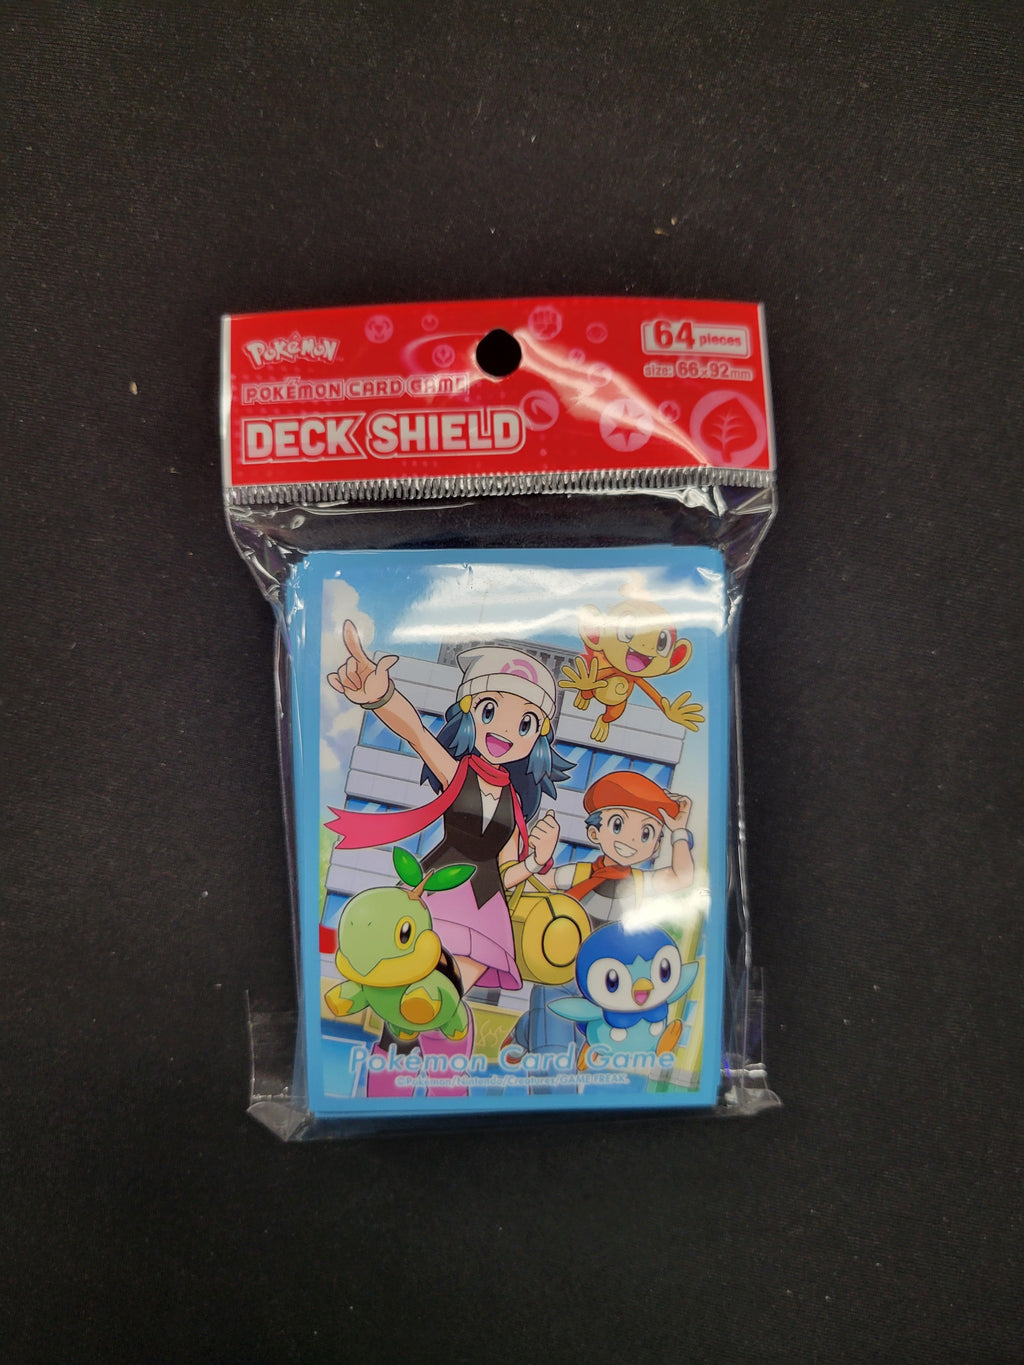 Pokémon
POKÉMON CARD GAME
DECK SHIELD
64 pieces
size: 66×92mm
Pokémon Card Game
©Pokémon/Nintendo/Creatures/GAME FREAK.